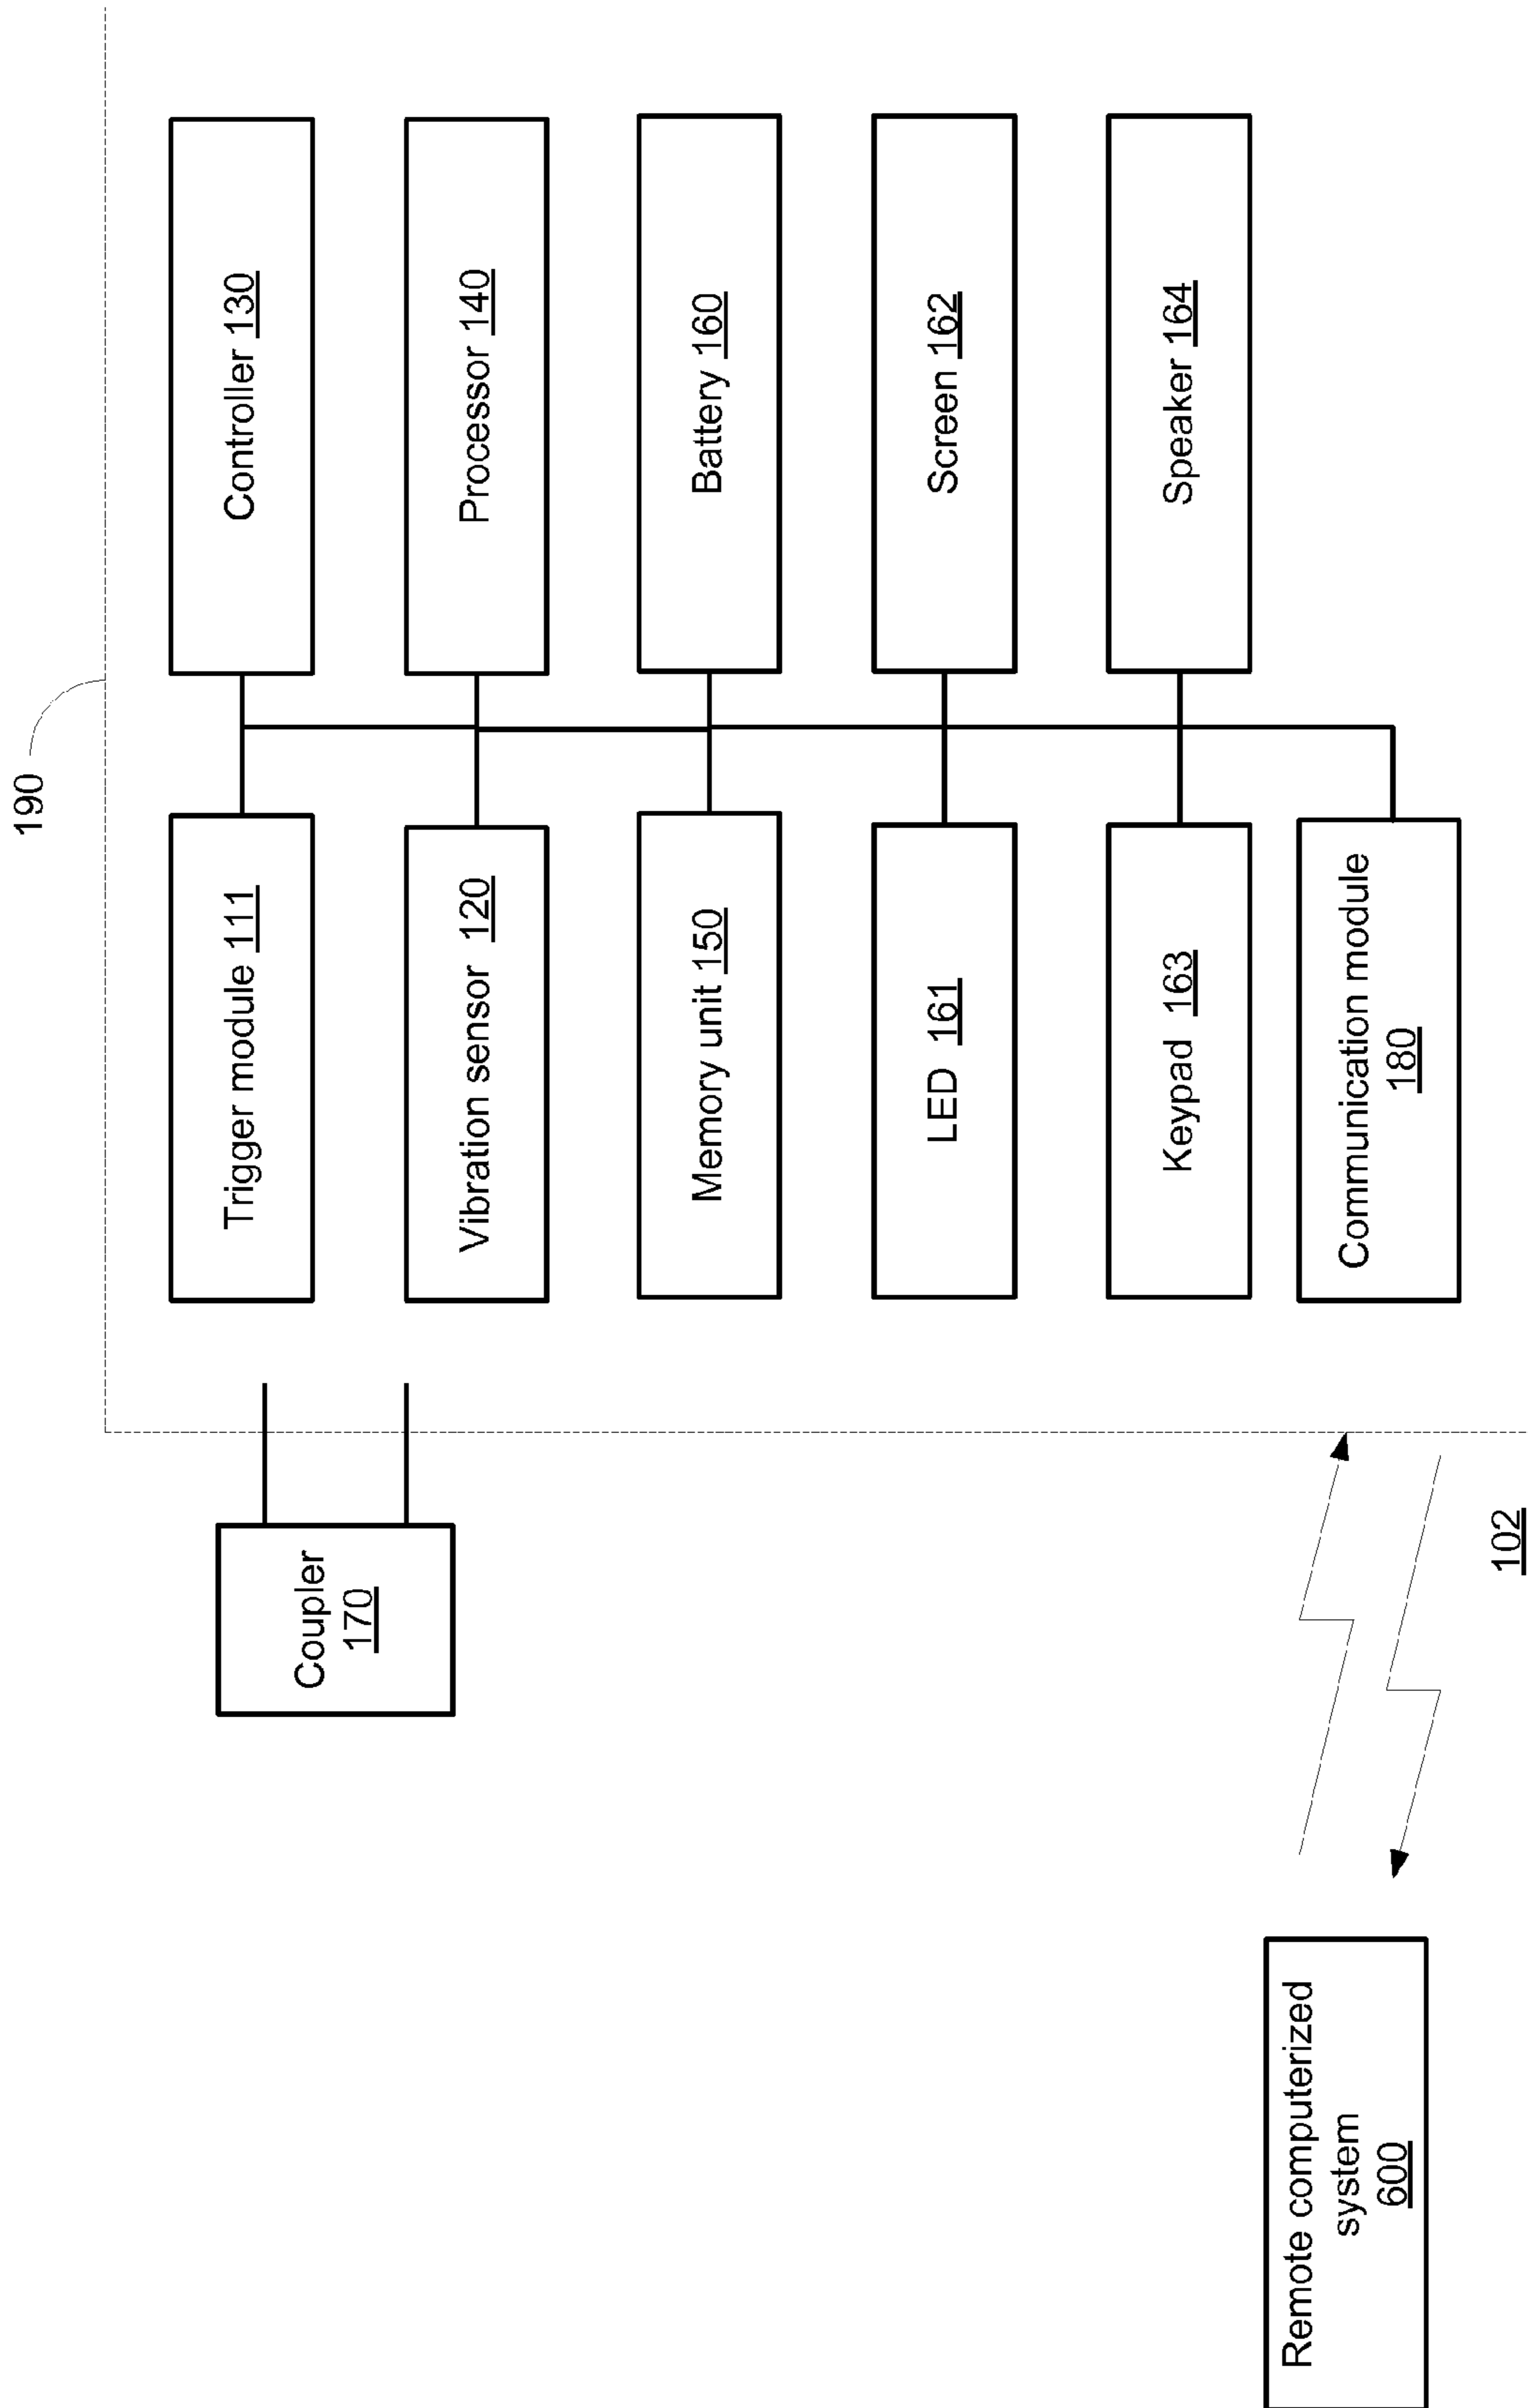 190
Trigger module 111
Controller 130
Coupler
170
Vibration sensor 120
Processor 140
Memory unit 150
Battery 160
LED 161
Screen 162
Keypad 163
Speaker 164
Remote computerized
system
600
Communication module
180
102